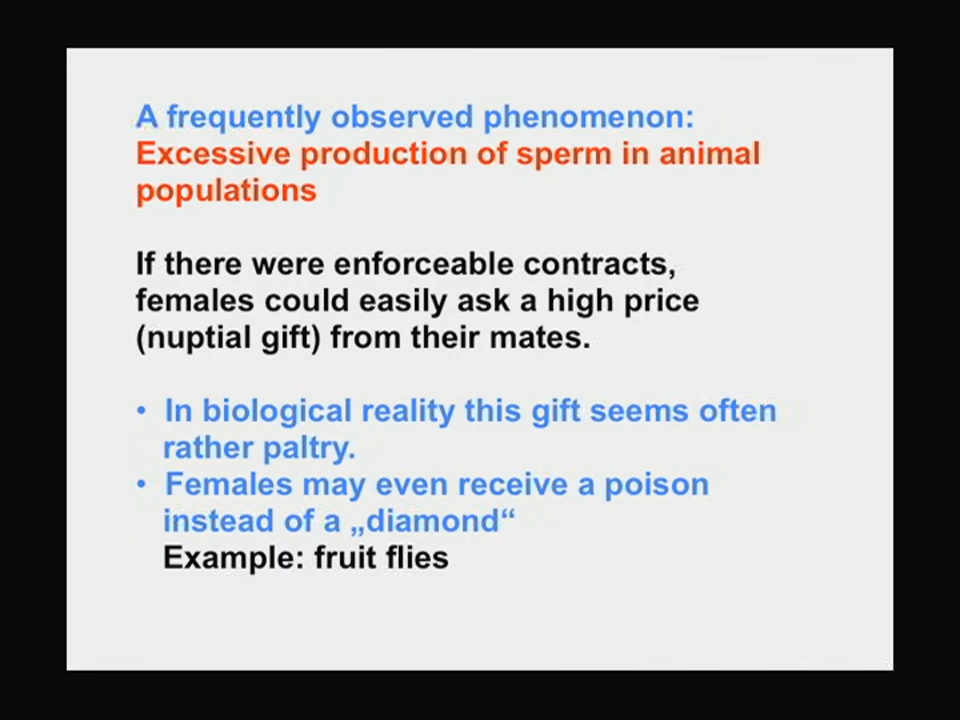 A frequently observed phenomenon:
Excessive production of sperm in animal
populations
If there were enforceable contracts,
females could easily ask a high price
(nuptial gift) from their mates.
• In biological reality this gift seems often
rather paltry.
• Females may even receive a poison
instead of a „diamond“
Example: fruit flies